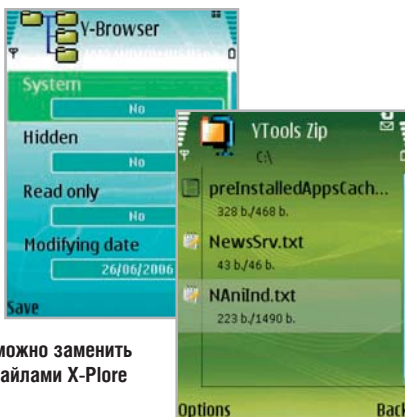 Y-Browser
System
No
Hidden
No
Read only
No
Modifying date
26/06/2006
Save
YTools Zip
C:\
preInstalledAppsCach...
328 b./468 b.
NewsSrv.txt
43 b./46 b.
NAniInd.txt
223 b./1490 b.
Options
Back
можно заменить
айлами X-Plore